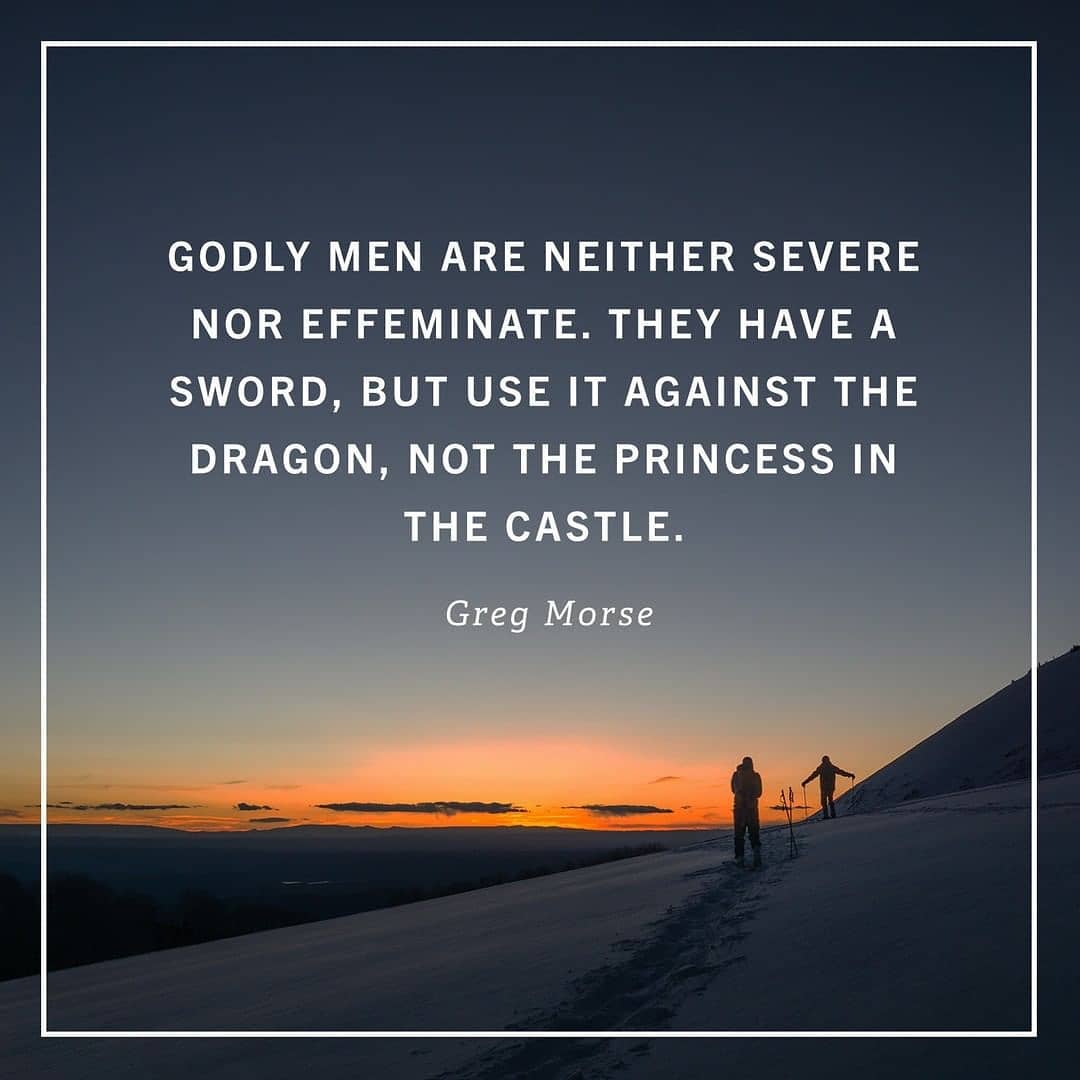 GODLY MEN ARE NEITHER SEVERE
NOR EFFEMINATE. THEY HAVE A
SWORD, BUT USE IT AGAINST THE
DRAGON, NOT THE PRINCESS IN
THE CASTLE.
Greg Morse